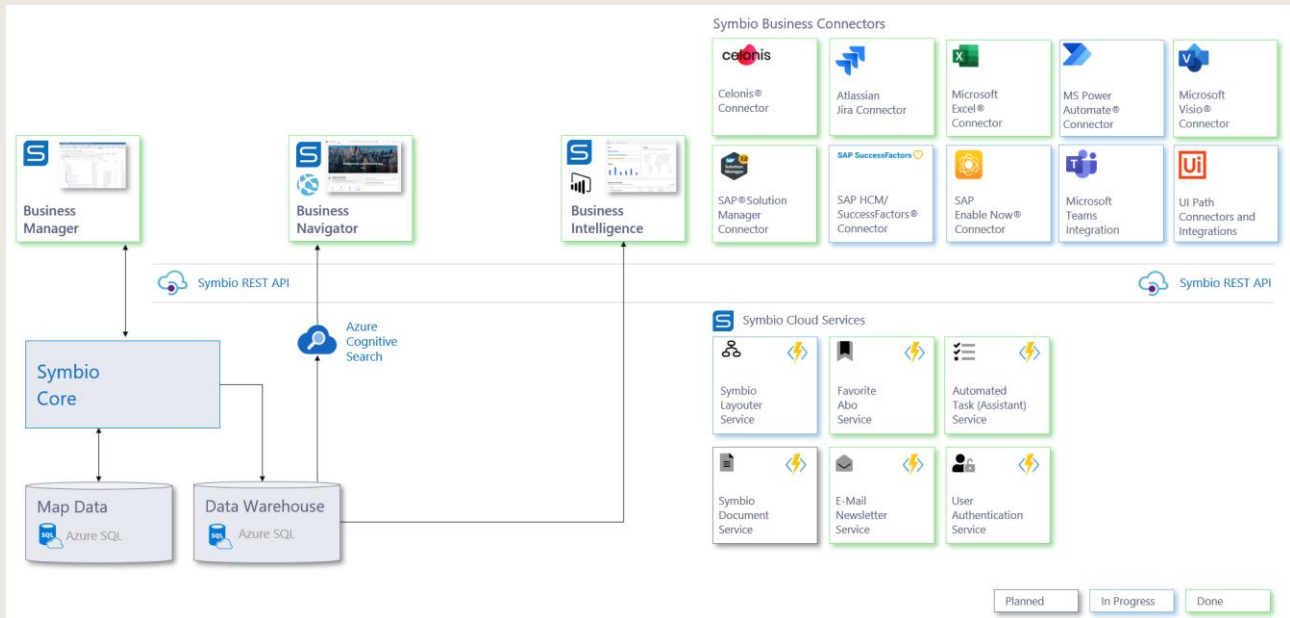 Symbio Business Connectors
celonis
Celonis®
Connector
Atlassian
Jira Connector
Microsoft
Excel®
Connector
MS Power
Automate®
Connector
Microsoft
Visio®
Connector
SAP®Solution
Manager
Connector
SAP SuccessFactors
SAP HCM/
SuccessFactors®
Connector
SAP
Enable Now®
Connector
Microsoft
Teams
Integration
Ui
UI Path
Connectors and
Integrations
Business
Manager
Business
Navigator
Business
Intelligence
Symbio REST API
Symbio REST API
Azure
Cognitive
Search
Symbio
Core
Map Data
SQL
Azure SQL
Data Warehouse
SQL
Azure SQL
Symbio Cloud Services
Symbio
Layouter
Service
Favorite
Abo
Service
Automated
Task (Assistant)
Service
Symbio
Document
Service
E-Mail
Newsletter
Service
User
Authentication
Service
Planned
In Progress
Done